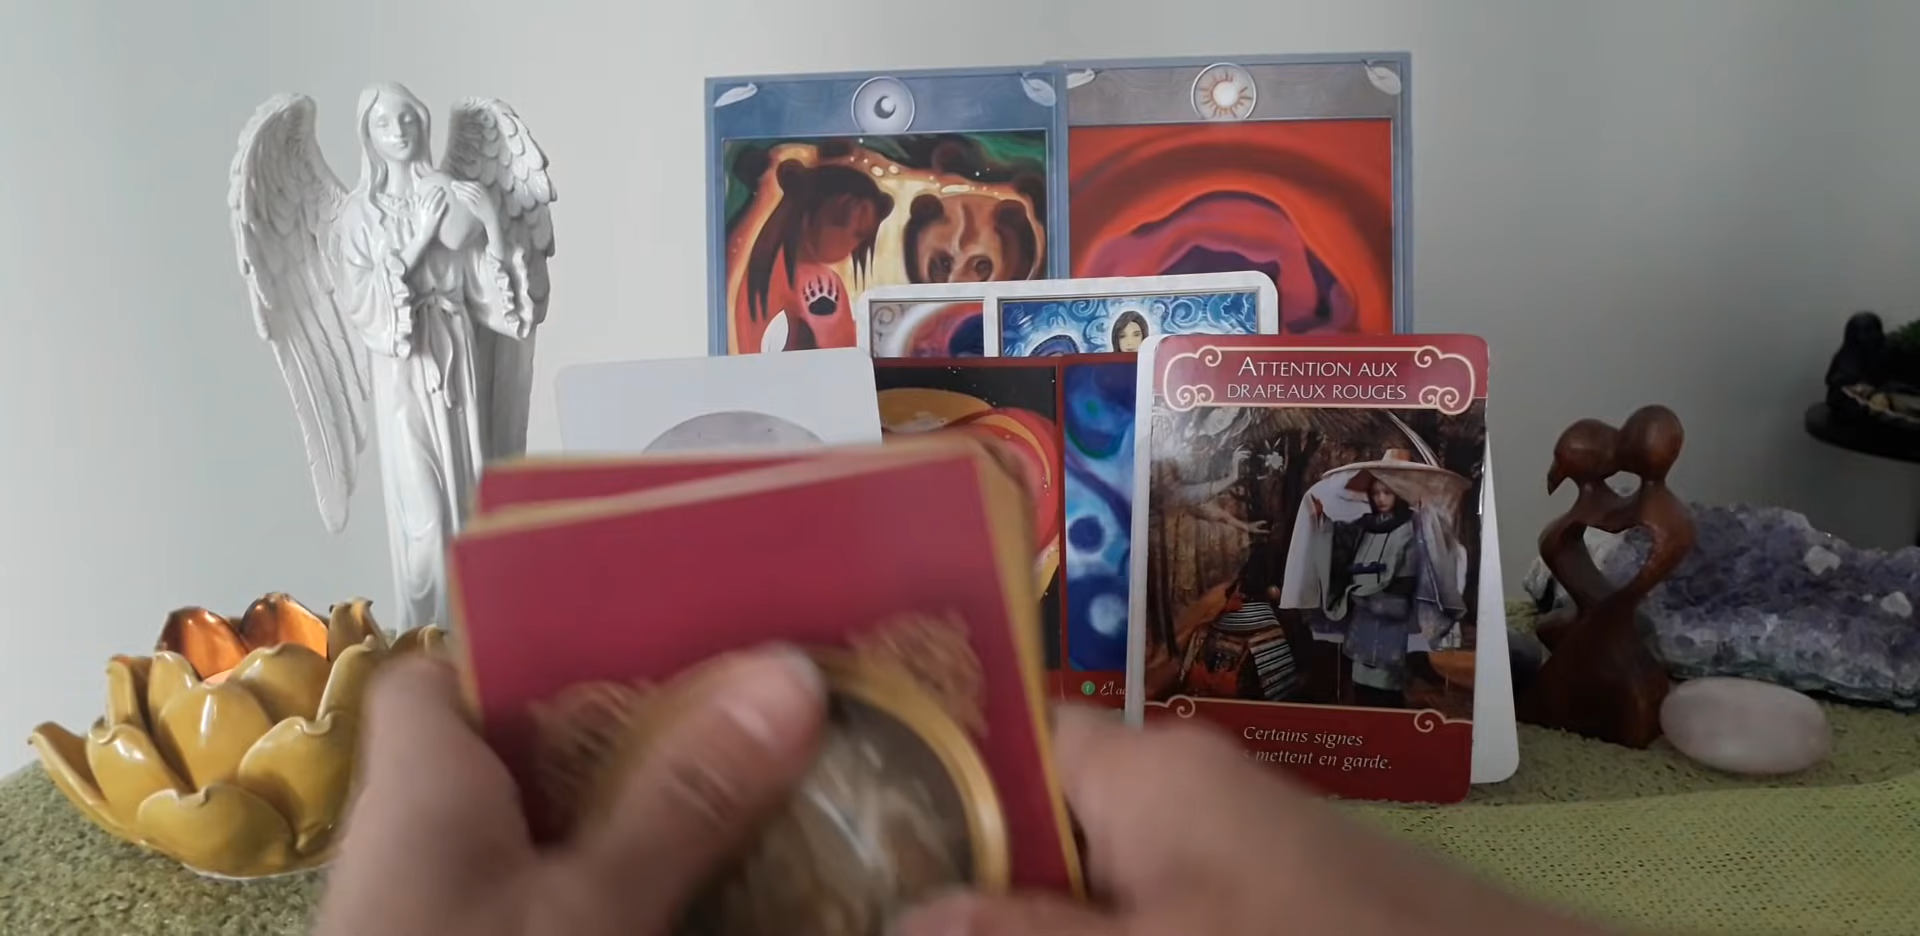 ATTENTION AUX
DRAPEAUX ROUGES
Certains signes
mettent en garde.